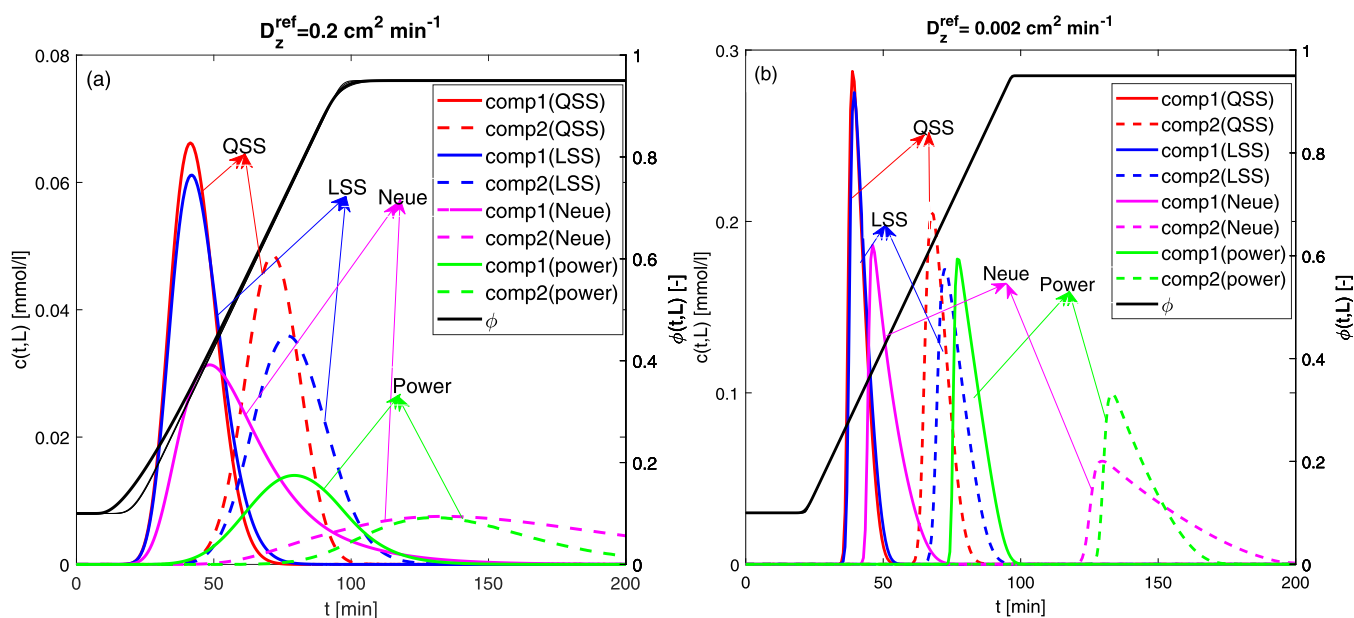 D_z^ref=0.2 cm² min⁻¹
(a)
0.08
0.06
0.04
0.02
0
c(t,L) [mmol/l]
0
50
100
150
200
t [min]
1
0.8
0.6
0.4
0.2
0
ϕ(t,L) [-]
QSS
LSS
Neue
Power
comp1(QSS)
comp2(QSS)
comp1(LSS)
comp2(LSS)
comp1(Neue)
comp2(Neue)
comp1(power)
comp2(power)
ϕ
D_z^ref= 0.002 cm² min⁻¹
(b)
0.3
0.2
0.1
0
c(t,L) [mmol/l]
0
50
100
150
200
t [min]
1
0.8
0.6
0.4
0.2
0
ϕ(t,L) [-]
QSS
LSS
Neue
Power
comp1(QSS)
comp2(QSS)
comp1(LSS)
comp2(LSS)
comp1(Neue)
comp2(Neue)
comp1(power)
comp2(power)
ϕ